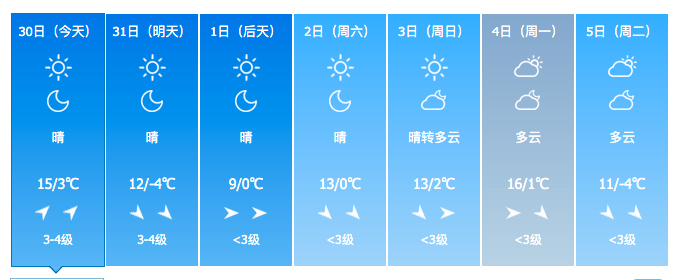 30日（今天）
31日（明天）
1日（后天）
2日（周六）
3日（周日）
4日（周一）
5日（周二）
晴
晴
晴
晴
晴转多云
多云
多云
15/3℃
12/-4℃
9/0℃
13/0℃
13/2℃
16/1℃
11/-4℃
3-4级
3-4级
<3级
<3级
<3级
<3级
<3级